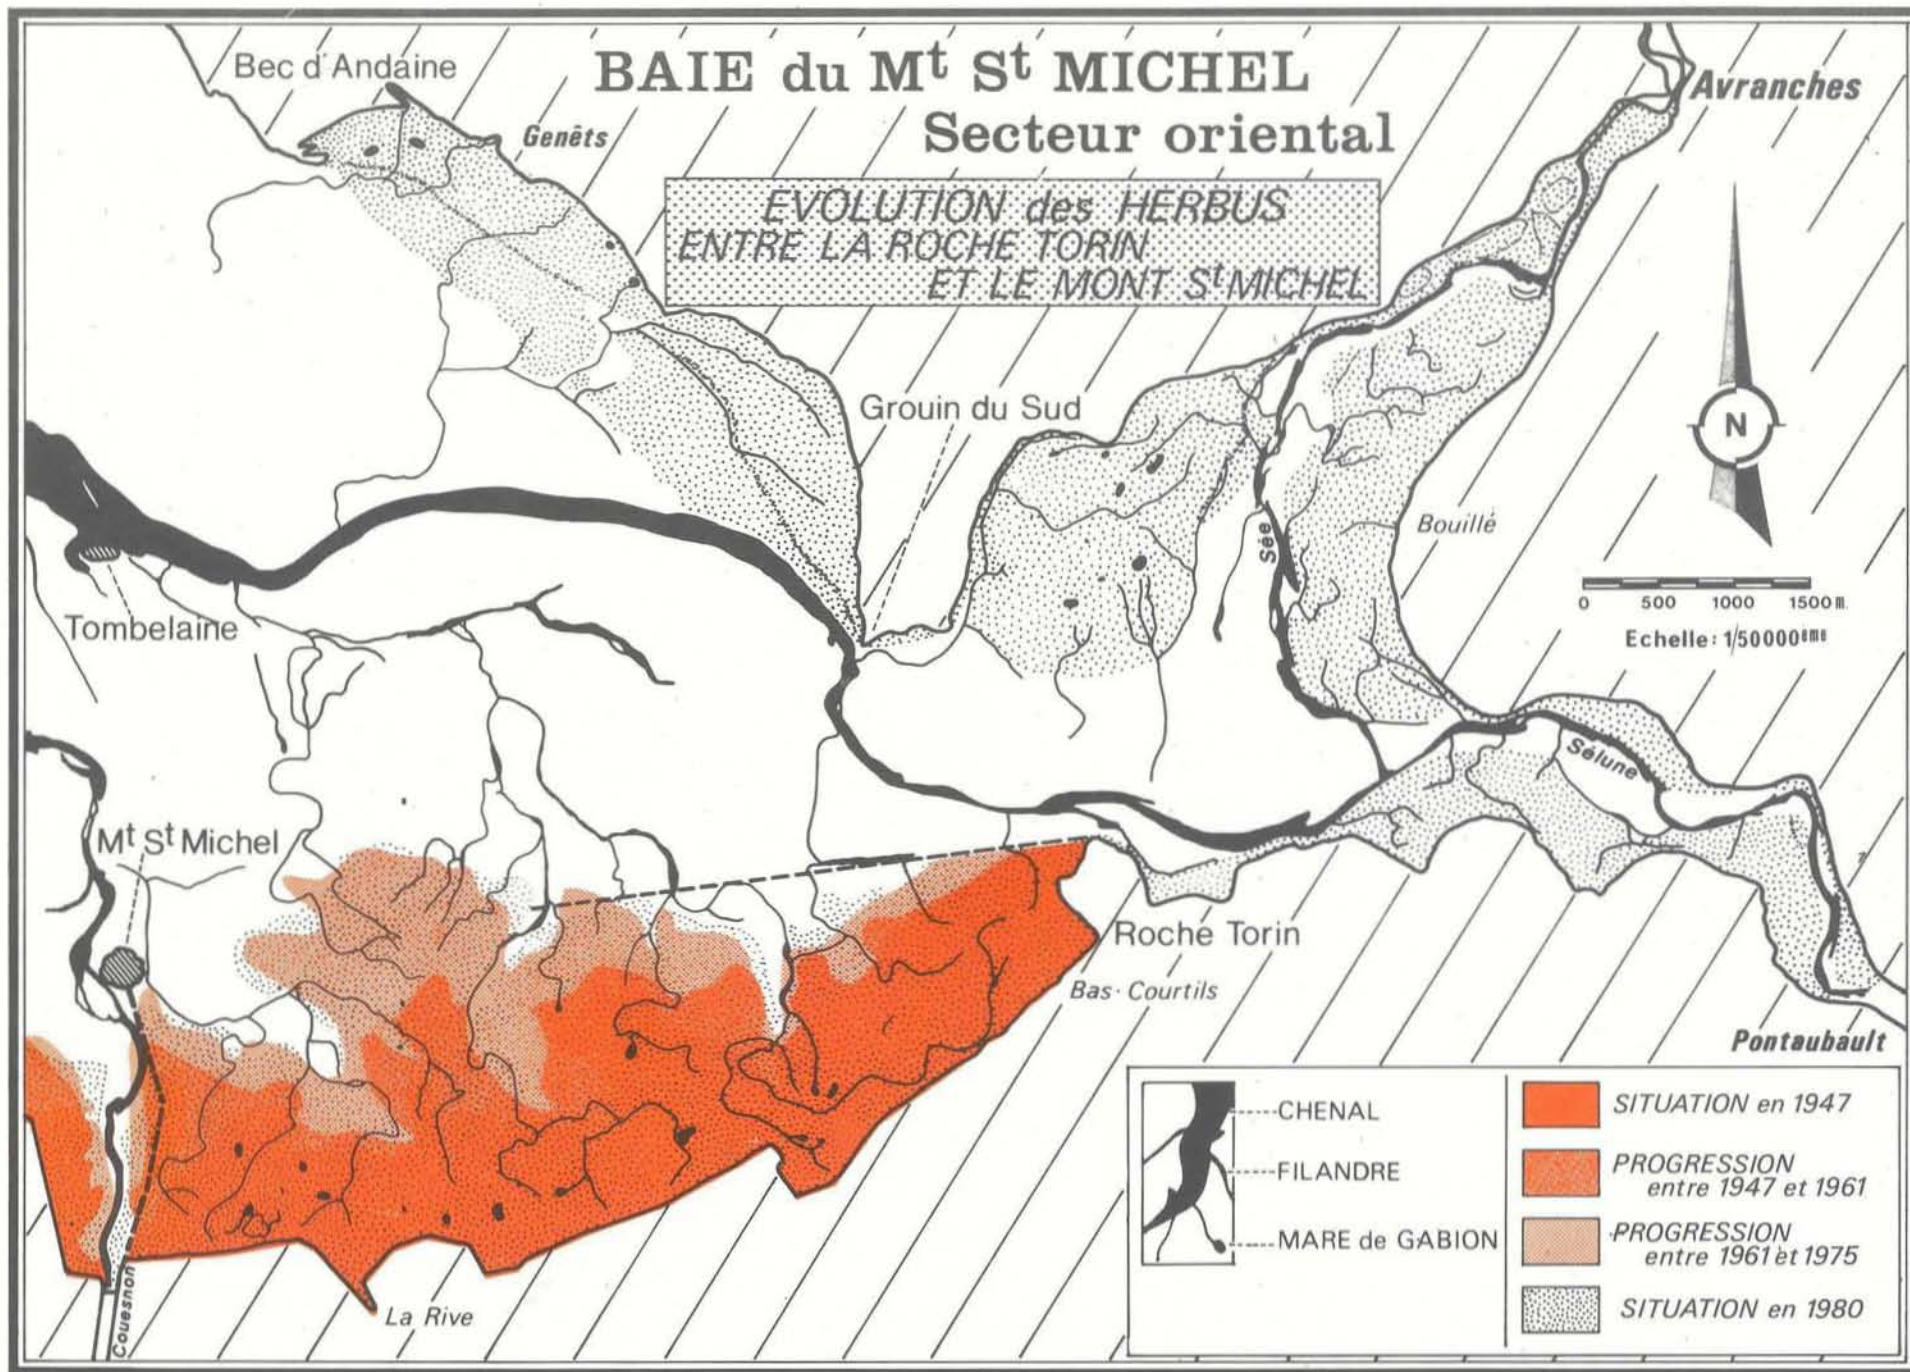 BAIE du Mt St MICHEL
Secteur oriental
EVOLUTION des HERBUS
ENTRE LA ROCHE TORIN
ET LE MONT St MICHEL
Bec d'Andaine
Genêts
Avranches
Grouin du Sud
N
Bouillé
Sée
0 500 1000 1500 m.
Echelle: 1/50000eme
Tombelaine
Sélune
Mt St Michel
Roche Torin
Bas-Courtils
Pontaubault
La Rive
Couesnon
CHENAL
FILANDRE
MARE de GABION
SITUATION en 1947
PROGRESSION
entre 1947 et 1961
PROGRESSION
entre 1961 et 1975
SITUATION en 1980